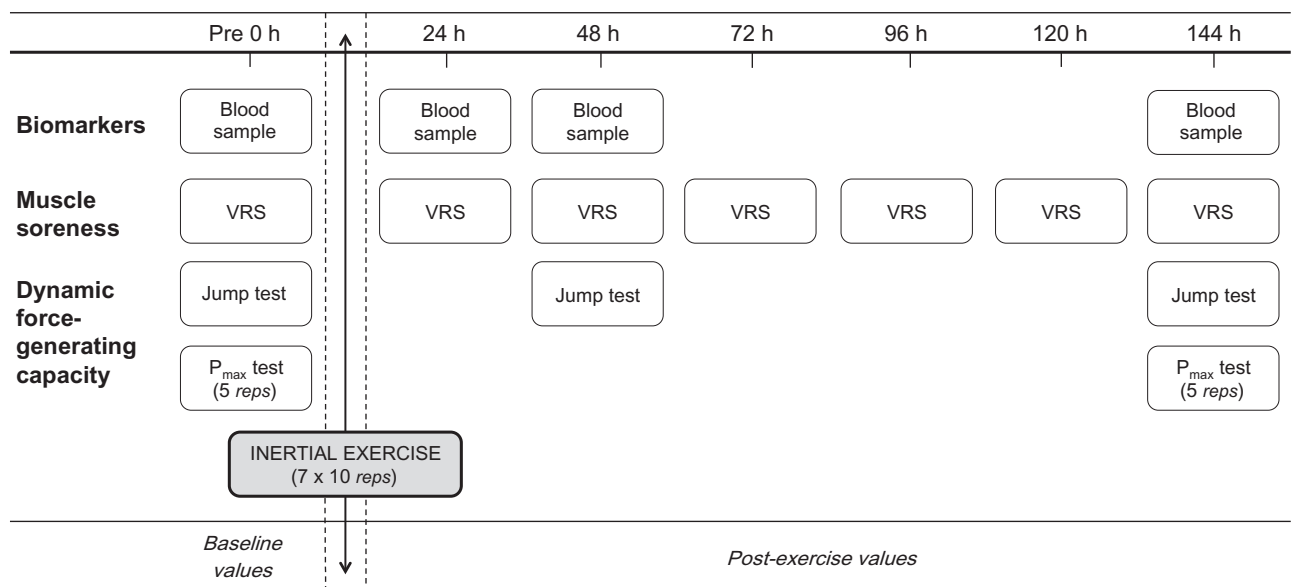 Pre 0 h 24 h 48 h 72 h 96 h 120 h 144 h
Biomarkers
Blood
sample
Blood
sample
Blood
sample
Blood
sample
Muscle
soreness
VRS VRS VRS VRS VRS VRS VRS
Dynamic
force-
generating
capacity
Jump test Jump test Jump test
Pmax test
(5 reps)
Pmax test
(5 reps)
INERTIAL EXERCISE
(7 x 10 reps)
Baseline
values
Post-exercise values